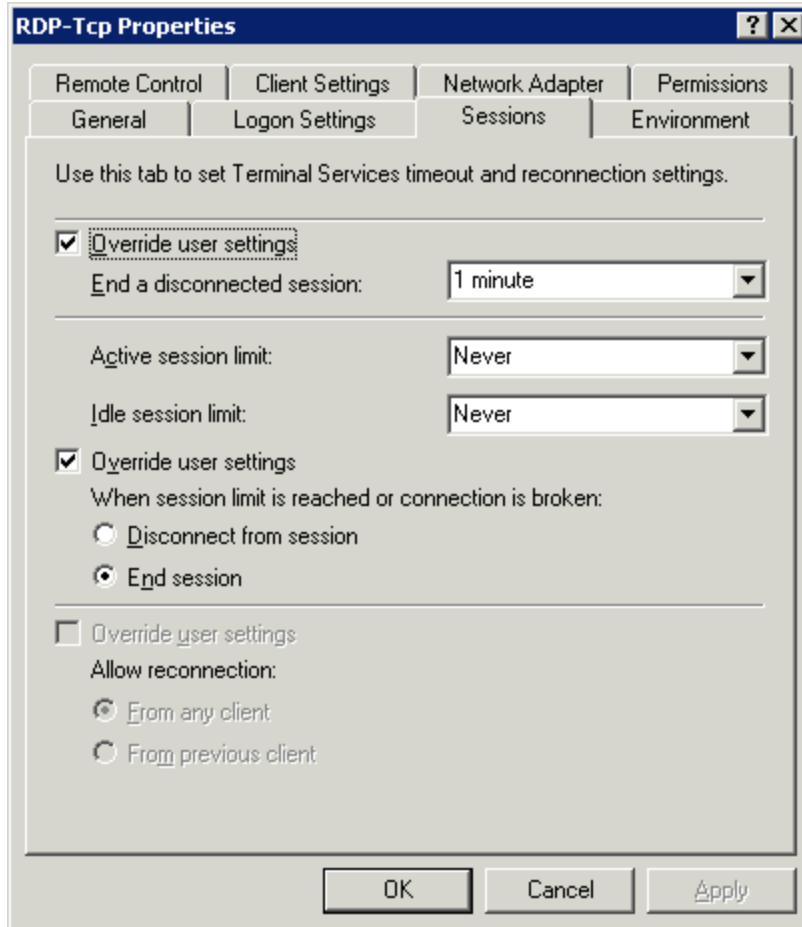 RDP-Tcp Properties
Remote Control Client Settings Network Adapter Permissions
General Logon Settings Sessions Environment
Use this tab to set Terminal Services timeout and reconnection settings.
Override user settings
End a disconnected session: 1 minute
Active session limit: Never
Idle session limit: Never
Override user settings
When session limit is reached or connection is broken:
Disconnect from session
End session
Override user settings
Allow reconnection:
From any client
From previous client
OK Cancel Apply